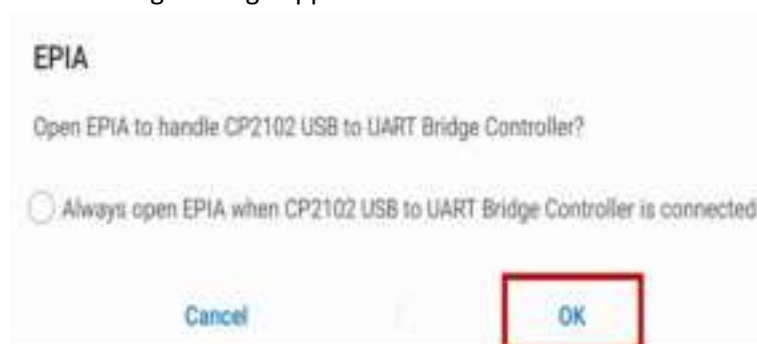 EPIA
Open EPIA to handle CP2102 USB to UART Bridge Controller?
Always open EPIA when CP2102 USB to UART Bridge Controller is connected
Cancel OK